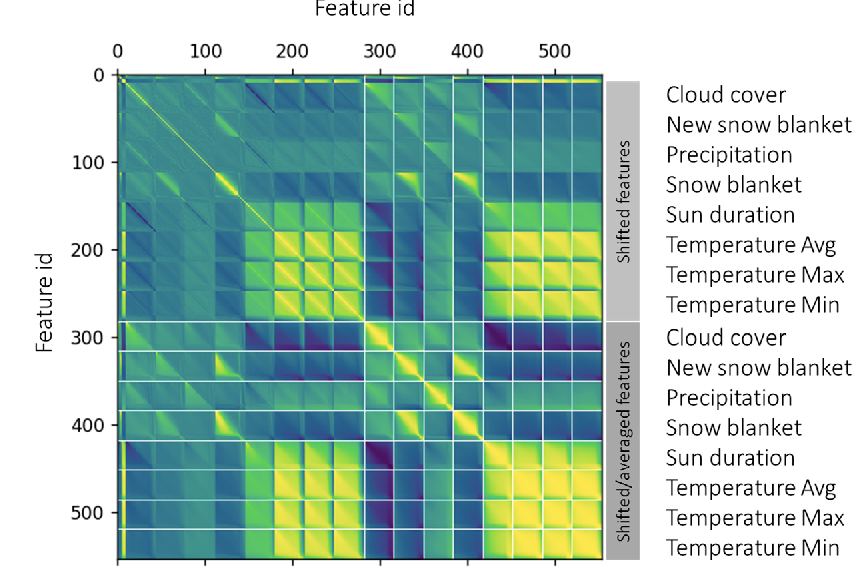 Feature id
0 100 200 300 400 500
0
100
200
300
400
500
Feature id
Shifted features
Shifted/averaged features
Cloud cover
New snow blanket
Precipitation
Snow blanket
Sun duration
Temperature Avg
Temperature Max
Temperature Min
Cloud cover
New snow blanket
Precipitation
Snow blanket
Sun duration
Temperature Avg
Temperature Max
Temperature Min